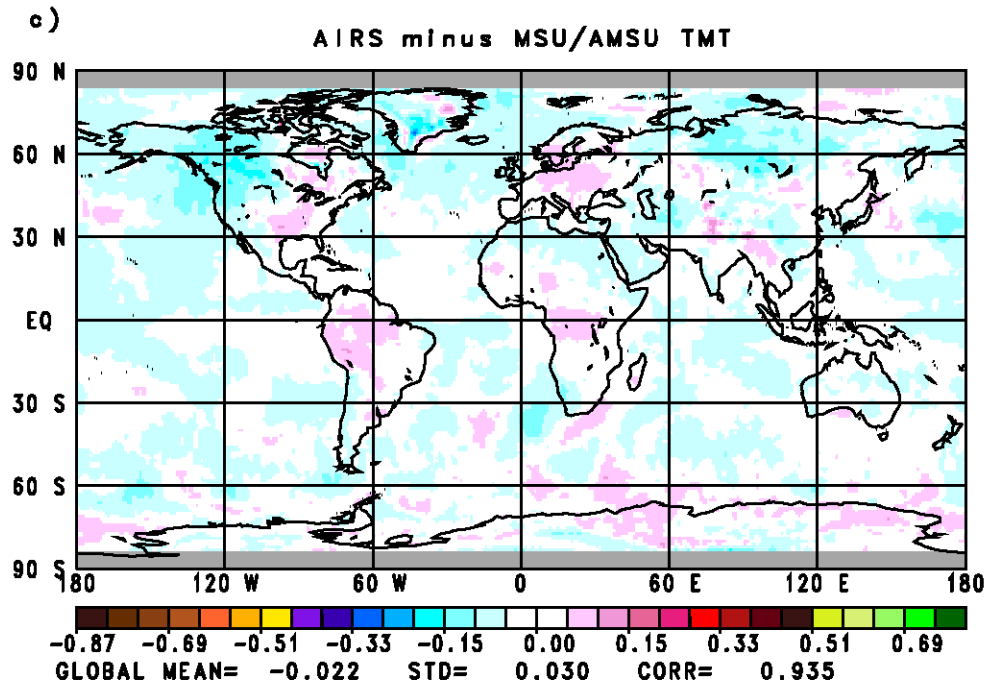 c)
AIRS minus MSU/AMSU TMT
90 N
60 N
30 N
EQ
30 S
60 S
90 S
180 120 W 60 W 0 60 E 120 E 180
-0.87 -0.69 -0.51 -0.33 -0.15 0.00 0.15 0.33 0.51 0.69
GLOBAL MEAN= -0.022 STD= 0.030 CORR= 0.935